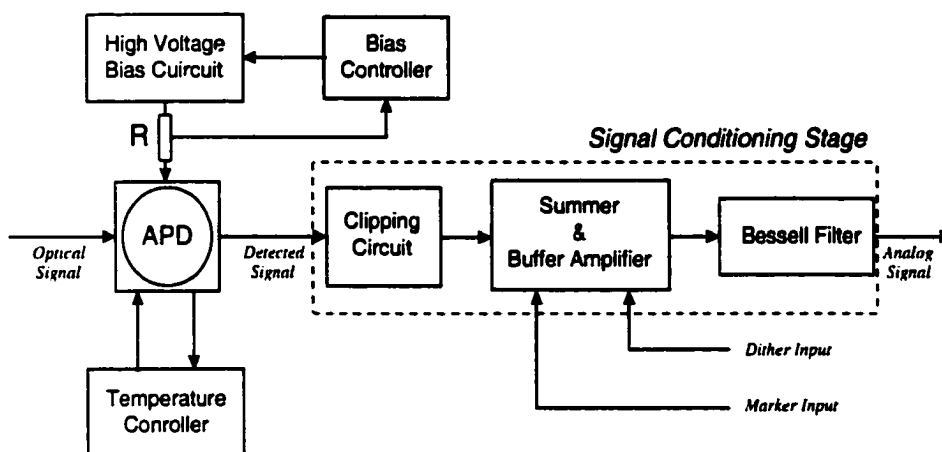 High Voltage
Bias Cuircuit
Bias
Controller
R
Signal Conditioning Stage
APD
Optical
Signal
Detected
Signal
Clipping
Circuit
Summer
&
Buffer Amplifier
Bessell Filter
Analog
Signal
Dither Input
Marker Input
Temperature
Conroller